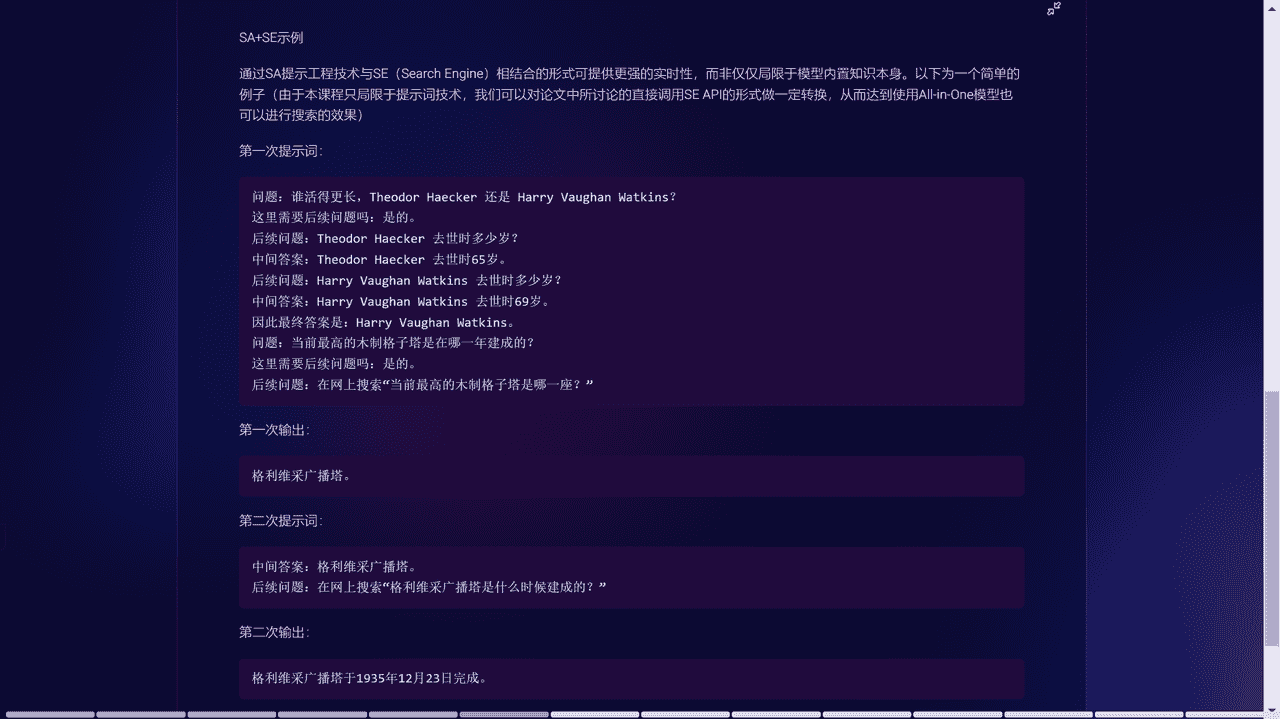 SA+SE示例
通过SA提示工程技术与SE（Search Engine）相结合的形式可提供更强的实时性，而非仅仅局限于模型内置知识本身。以下为一个简单的
例子（由于本课程只局限于提示词技术，我们可以对论文中所讨论的直接调用SE API的形式做一定转换，从而达到使用All-in-One模型也
可以进行搜索的效果）
第一次提示词：
问题：谁活得更长，Theodor Haecker 还是 Harry Vaughan Watkins？
这里需要后续问题吗：是的。
后续问题：Theodor Haecker 去世时多少岁？
中间答案：Theodor Haecker 去世时65岁。
后续问题：Harry Vaughan Watkins 去世时多少岁？
中间答案：Harry Vaughan Watkins 去世时69岁。
因此最终答案是：Harry Vaughan Watkins。
问题：当前最高的木制格子塔是在哪一年建成的？
这里需要后续问题吗：是的。
后续问题：在网上搜索“当前最高的木制格子塔是哪一座？”
第一次输出：
格利维采广播塔。
第二次提示词：
中间答案：格利维采广播塔。
后续问题：在网上搜索“格利维采广播塔是什么时候建成的？”
第二次输出：
格利维采广播塔于1935年12月23日完成。